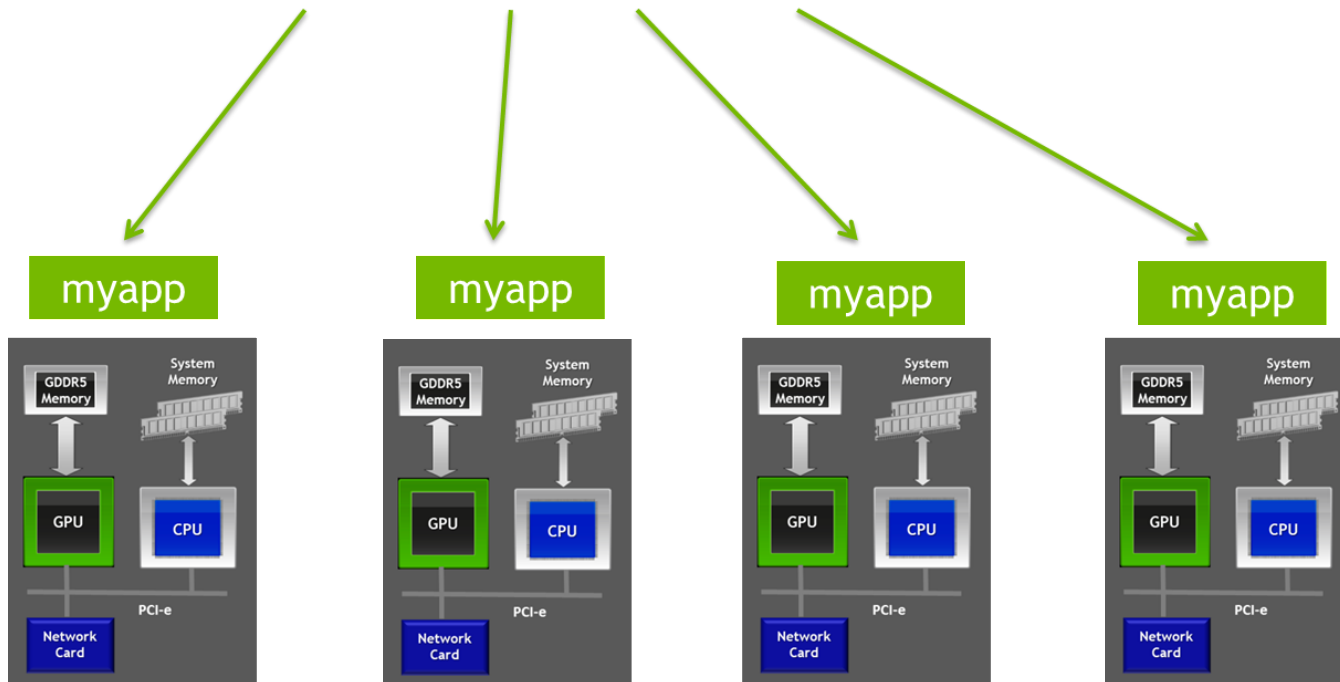 myapp
myapp
myapp
myapp
GDDR5
Memory
System
Memory
GPU
CPU
PCI-e
Network
Card
GDDR5
Memory
System
Memory
GPU
CPU
PCI-e
Network
Card
GDDR5
Memory
System
Memory
GPU
CPU
PCI-e
Network
Card
GDDR5
Memory
System
Memory
GPU
CPU
PCI-e
Network
Card